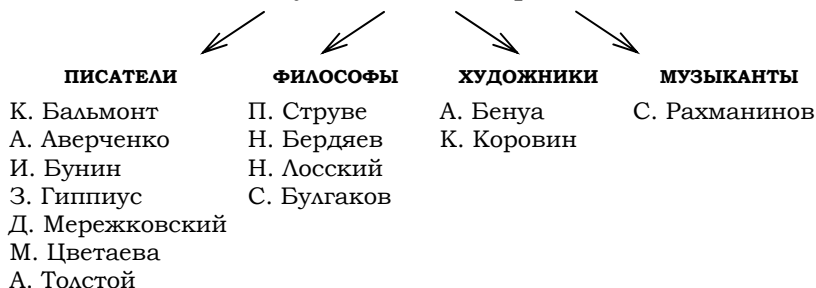 ПИСАТЕЛИ
К. Бальмонт
А. Аверченко
И. Бунин
З. Гиппиус
Д. Мережковский
М. Цветаева
А. Толстой
ФИЛОСОФЫ
П. Струве
Н. Бердяев
Н. Лосский
С. Булгаков
ХУДОЖНИКИ
А. Бенуа
К. Коровин
МУЗЫКАНТЫ
С. Рахманинов